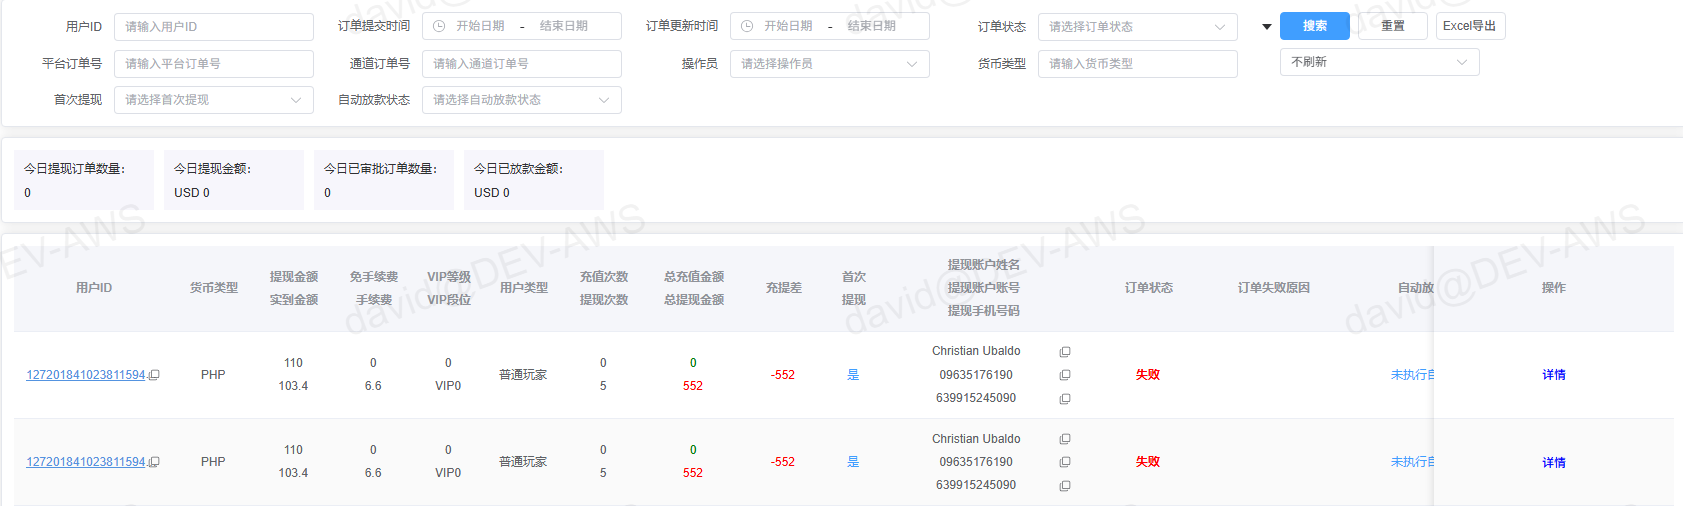 用户ID 请输入用户ID 订单提交时间 开始日期 - 结束日期 订单更新时间 开始日期 - 结束日期 订单状态 请选择订单状态 搜索 重置 Excel导出
平台订单号 请输入平台订单号 通道订单号 请输入通道订单号 操作员 请选择操作员 货币类型 请输入货币类型 不刷新
首次提现 请选择首次提现 自动放款状态 请选择自动放款状态
今日提现订单数量: 今日提现金额: 今日已审批订单数量: 今日已放款金额:
0 USD 0 0 USD 0
用户ID 货币类型 提现金额 实到金额 免手续费 手续费 VIP等级 VIP段位 用户类型 充值次数 提现次数 总充值金额 总提现金额 充提差 首次 提现 提现账户姓名 提现账户账号 提现手机号码 订单状态 订单失败原因 自动放 操作
127201841023811594 PHP 110 103.4 0 6.6 0 VIP0 普通玩家 0 5 0 552 -552 是 Christian Ubaldo 09635176190 639915245090 失败 未执行自 详情
127201841023811594 PHP 110 103.4 0 6.6 0 VIP0 普通玩家 0 5 0 552 -552 是 Christian Ubaldo 09635176190 639915245090 失败 未执行自 详情
david@DEV-AWS
david@DEV-AWS
david@DEV-AWS